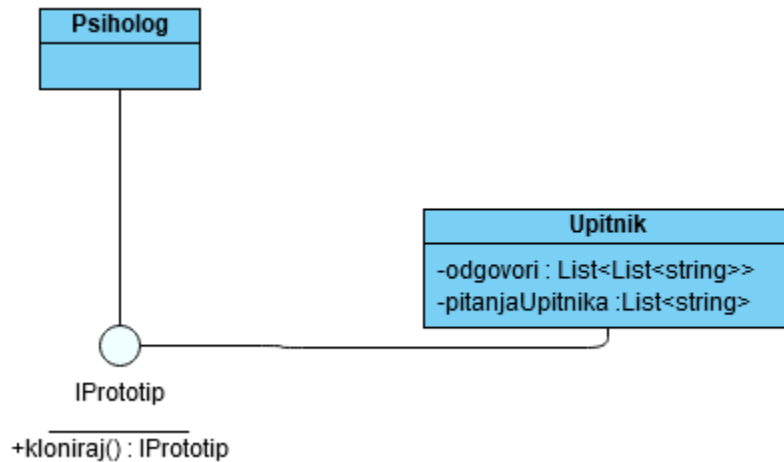 Psiholog
Upitnik
-odgovori : List<List<string>>
-pitanjaUpitnika :List<string>
IPrototip
+kloniraj() : IPrototip